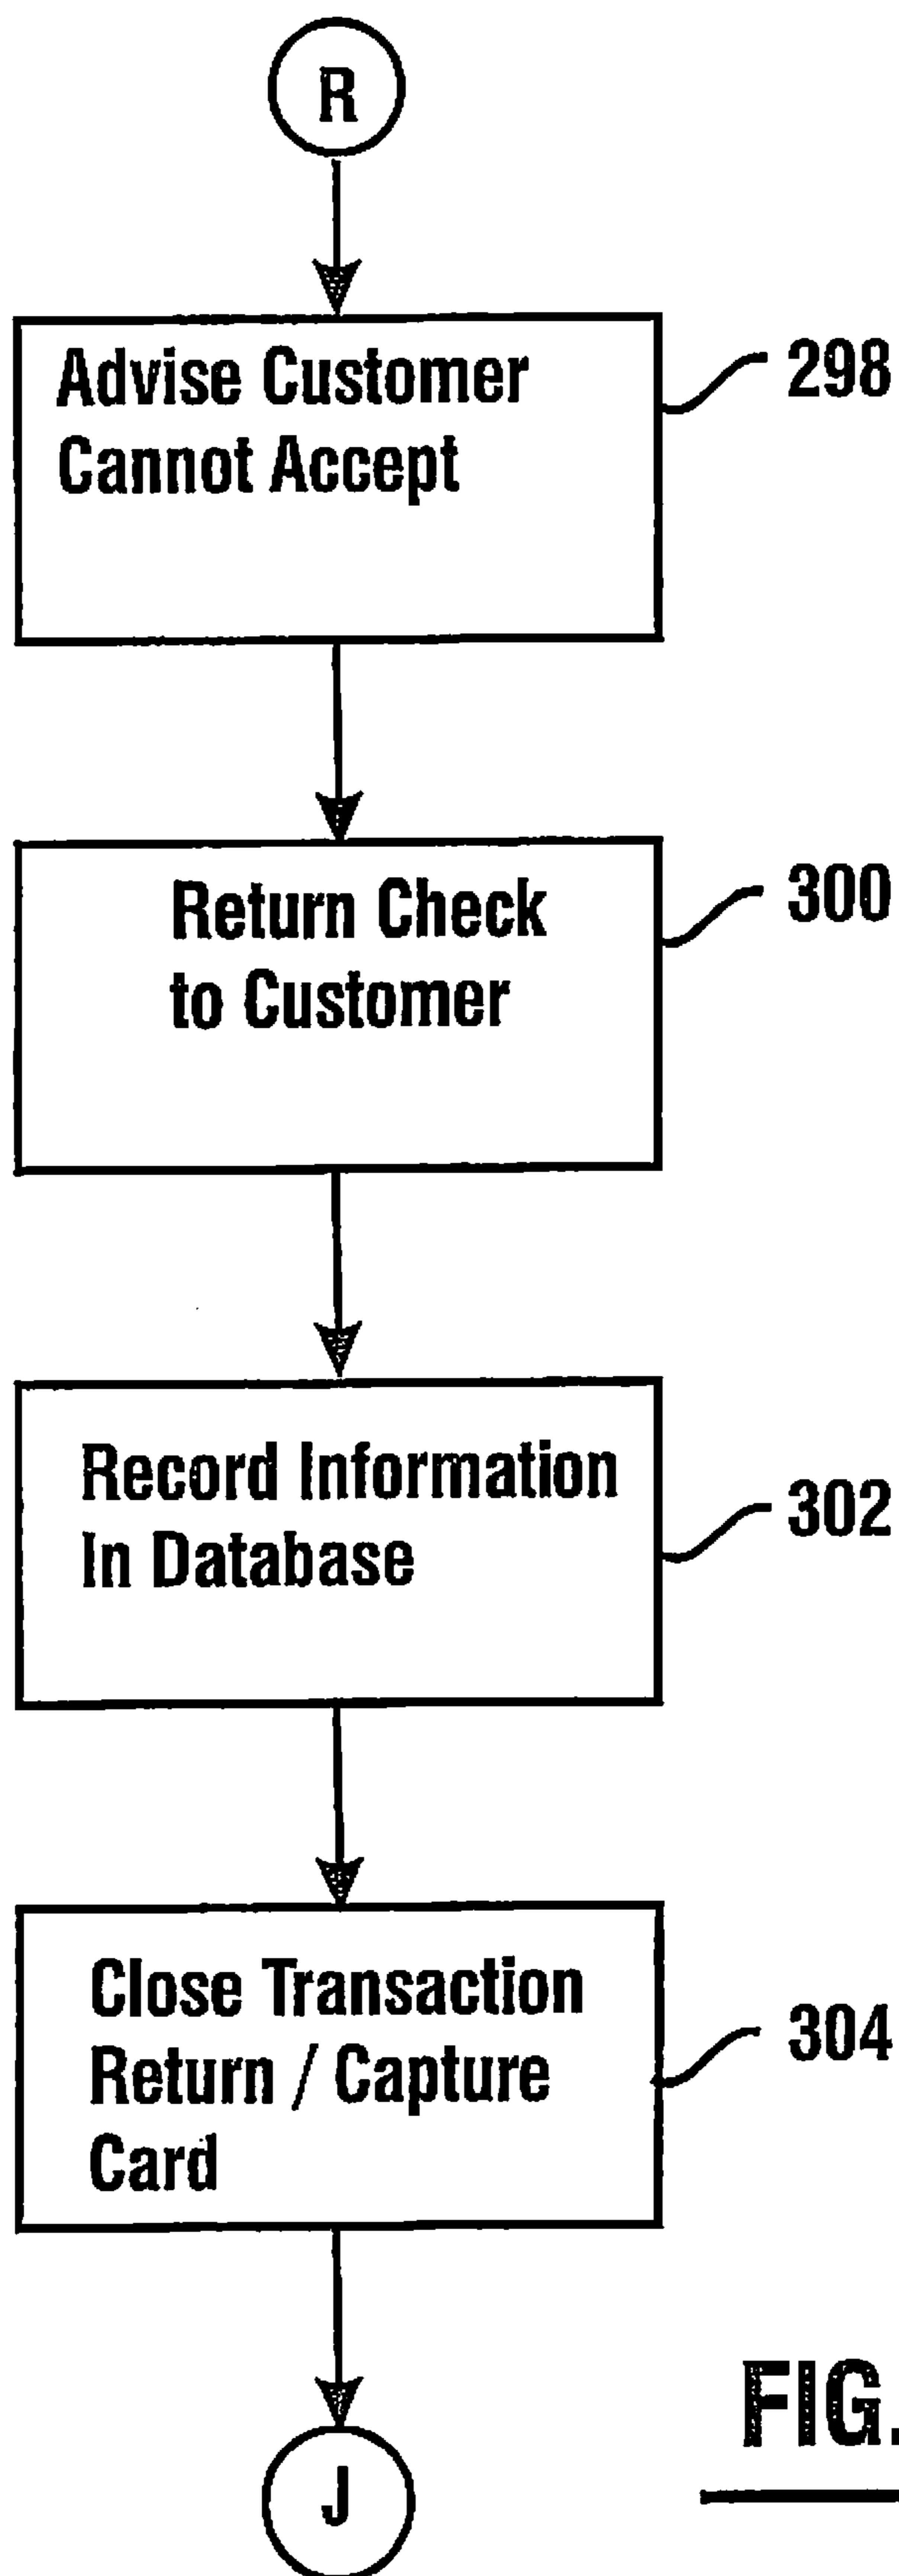 R
Advise Customer
Cannot Accept
298
Return Check
to Customer
300
Record Information
In Database
302
Close Transaction
Return / Capture
Card
304
J
FIG.